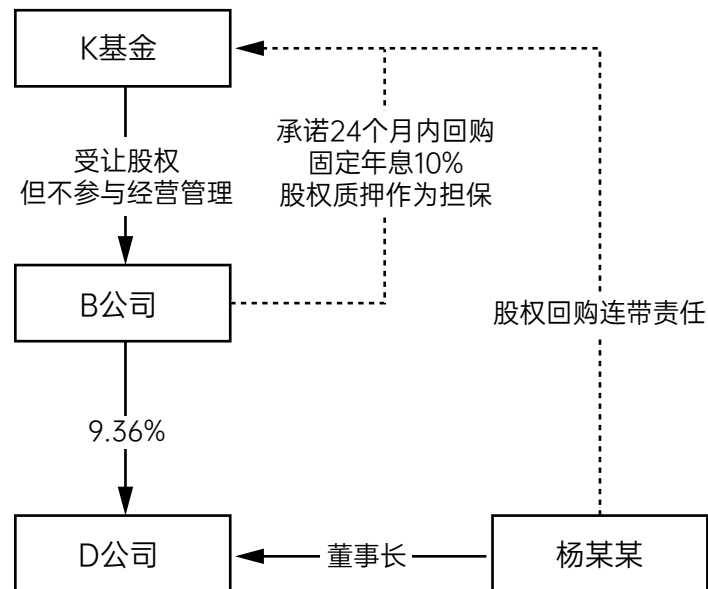 K基金
承诺24个月内回购
固定年息10%
股权质押作为担保
受让股权
但不参与经营管理
B公司
股权回购连带责任
9.36%
D公司
董事长
杨某某